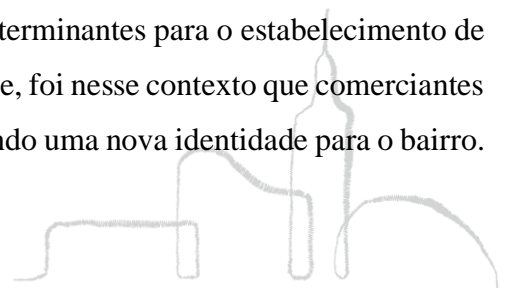 terminantes para o estabelecimento de
e, foi nesse contexto que comerciantes
ndo uma nova identidade para o bairro.